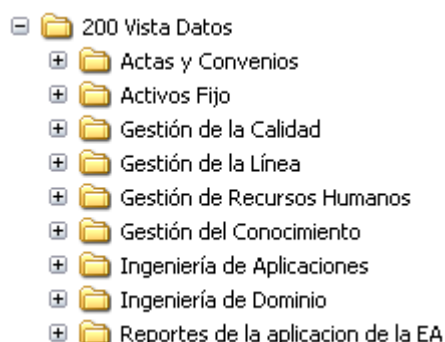 200 Vista Datos
Actas y Convenios
Activos Fijo
Gestión de la Calidad
Gestión de la Línea
Gestión de Recursos Humanos
Gestión del Conocimiento
Ingeniería de Aplicaciones
Ingeniería de Dominio
Reportes de la aplicacion de la EA